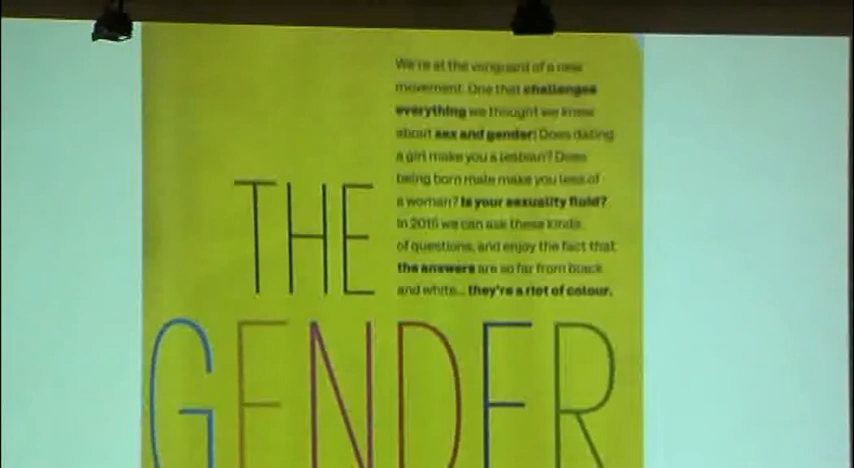 We're at the vanguard of a new
movement. One that challenges
everything we thought we knew
about sex and gender: Does dating
a girl make you a lesbian? Does
being born male make you less of
a woman? Is your sexuality fluid?
In 2015 we can ask these kinds
of questions, and enjoy the fact that
the answers are so far from black
and white... they're a riot of colour.
THE
GENDER